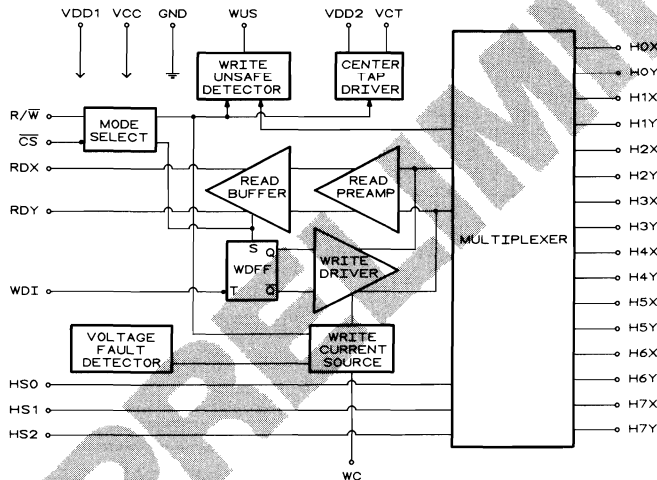 VDD1 VCC GND WUS VDD2 VCT
WRITE
UNSAFE
DETECTOR
CENTER
TAP
DRIVER
R/W̅
C̅S̅
MODE
SELECT
RDX
RDY
READ
BUFFER
READ
PREAMP
MULTIPLEXER
S
Q
WDFF
T
Q̅
WRITE
DRIVER
WDI
VOLTAGE
FAULT
DETECTOR
WRITE
CURRENT
SOURCE
HS0
HS1
HS2
WC
H0X
H0Y
H1X
H1Y
H2X
H2Y
H3X
H3Y
H4X
H4Y
H5X
H5Y
H6X
H6Y
H7X
H7Y
PRELIMI